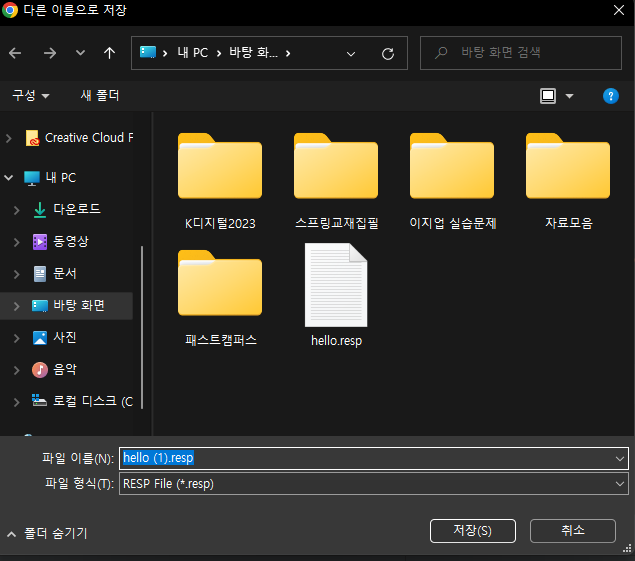 다른 이름으로 저장
내 PC
바탕 화...
바탕 화면 검색
구성
새 폴더
Creative Cloud F
내 PC
다운로드
동영상
문서
바탕 화면
사진
음악
로컬 디스크 (C
K디지털2023
스프링교재집필
이지업 실습문제
자료모음
패스트캠퍼스
hello.resp
파일 이름(N):
hello (1).resp
파일 형식(T):
RESP File (*.resp)
폴더 숨기기
저장(S)
취소